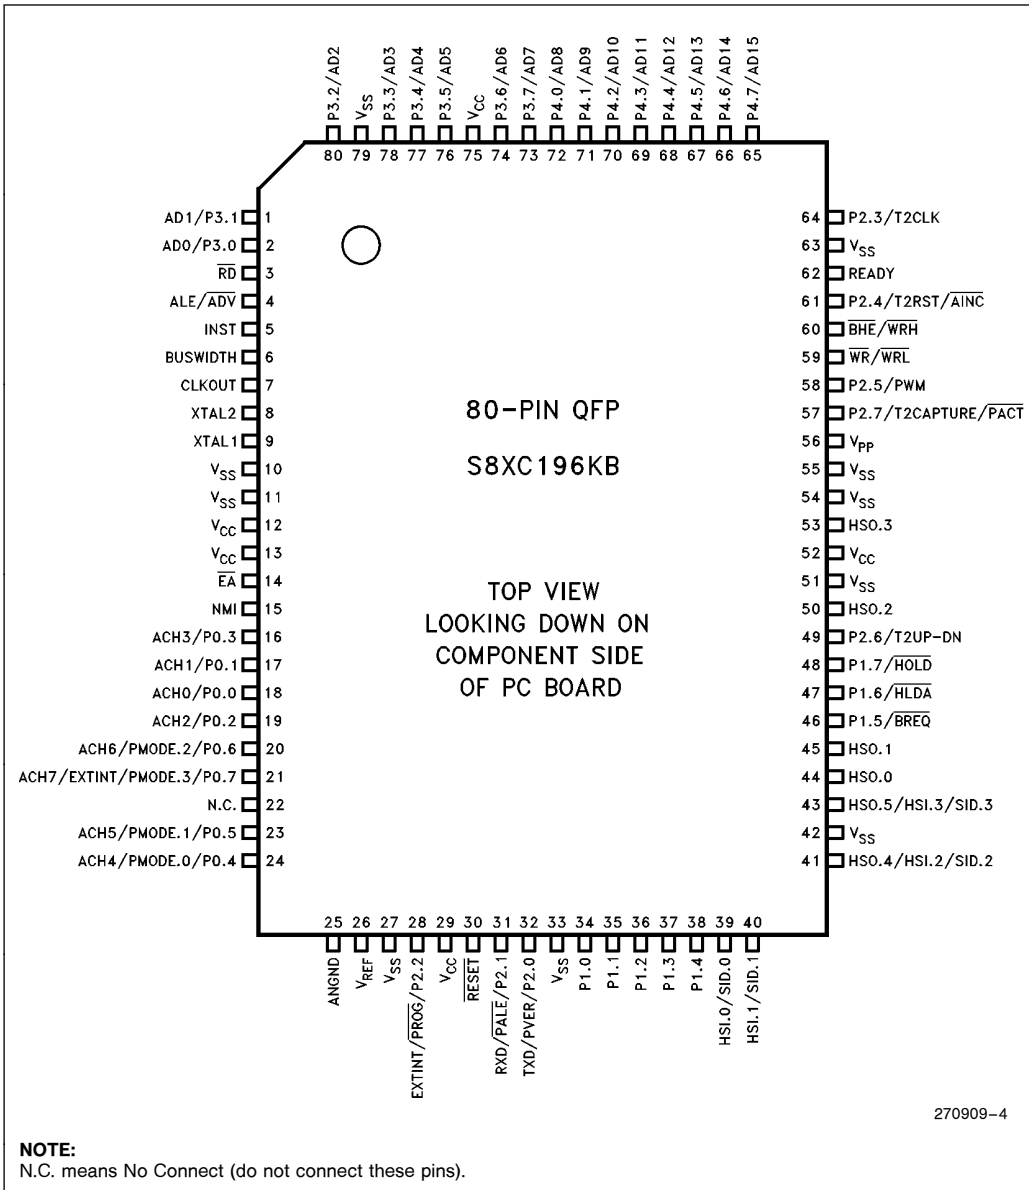 P3.2/AD2
VSS
P3.3/AD3
P3.4/AD4
P3.5/AD5
VCC
P3.6/AD6
P3.7/AD7
P4.0/AD8
P4.1/AD9
P4.2/AD10
P4.3/AD11
P4.4/AD12
P4.5/AD13
P4.6/AD14
P4.7/AD15
80 79 78 77 76 75 74 73 72 71 70 69 68 67 66 65
AD1/P3.1 1
AD0/P3.0 2
RD 3
ALE/ADV 4
INST 5
BUSWIDTH 6
CLKOUT 7
XTAL2 8
XTAL1 9
VSS 10
VSS 11
VCC 12
VCC 13
EA 14
NMI 15
ACH3/P0.3 16
ACH1/P0.1 17
ACH0/P0.0 18
ACH2/P0.2 19
ACH6/PMODE.2/P0.6 20
ACH7/EXTINT/PMODE.3/P0.7 21
N.C. 22
ACH5/PMODE.1/P0.5 23
ACH4/PMODE.0/P0.4 24
80-PIN QFP
S8XC196KB
TOP VIEW
LOOKING DOWN ON
COMPONENT SIDE
OF PC BOARD
64 P2.3/T2CLK
63 VSS
62 READY
61 P2.4/T2RST/AINC
60 BHE/WRH
59 WR/WRL
58 P2.5/PWM
57 P2.7/T2CAPTURE/PACT
56 VPP
55 VSS
54 VSS
53 HSO.3
52 VCC
51 VSS
50 HSO.2
49 P2.6/T2UP-DN
48 P1.7/HOLD
47 P1.6/HLDA
46 P1.5/BREQ
45 HSO.1
44 HSO.0
43 HSO.5/HSI.3/SID.3
42 VSS
41 HSO.4/HSI.2/SID.2
25 26 27 28 29 30 31 32 33 34 35 36 37 38 39 40
ANGND
VREF
VSS
EXTINT/PROG/P2.2
VCC
RESET
RXD/PALE/P2.1
TXD/PVER/P2.0
VSS
P1.0
P1.1
P1.2
P1.3
P1.4
HSI.0/SID.0
HSI.1/SID.1
270909–4
NOTE:
N.C. means No Connect (do not connect these pins).